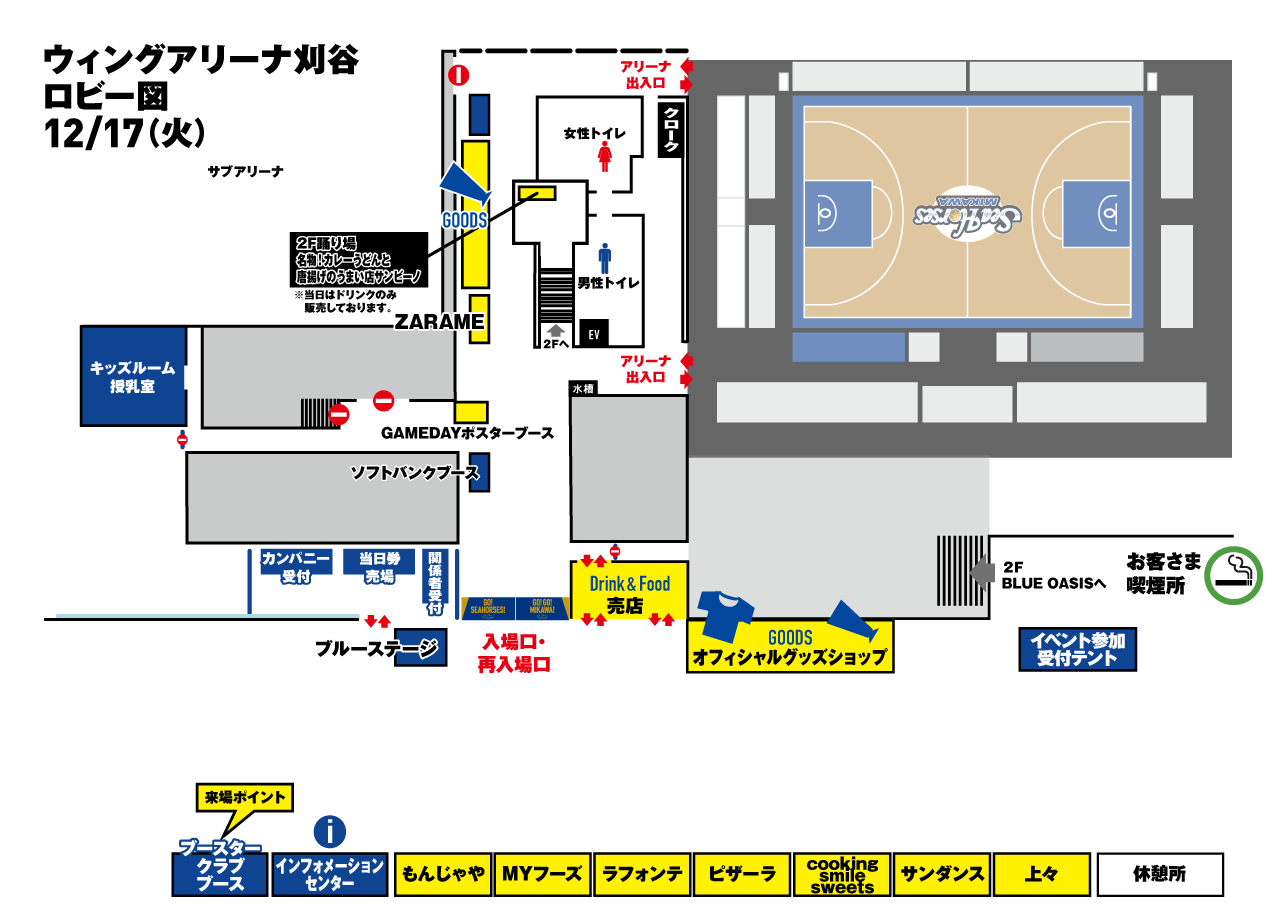 ウィングアリーナ刈谷
ロビー図
12/17(火)
サブアリーナ
アリーナ
出入口
クローク
女性トイレ
GOODS
2F踊り場
名物!カレーうどんと
唐揚げのうまい店サンビーノ
※当日はドリンクのみ
販売しております。
男性トイレ
ZARAME
EV
2Fへ
SeaHorses
MIKAWA
キッズルーム
授乳室
アリーナ
出入口
水槽
GAMEDAYポスターブース
ソフトバンクブース
カンパニー
受付
当日券
売場
関係者受付
GO!
SEAHORSES!
GO! GO!
MIKAWA!
Drink & Food
売店
ブルーステージ
入場口・
再入場口
GOODS
オフィシャルグッズショップ
2F
BLUE OASISへ
お客さま
喫煙所
イベント参加
受付テント
来場ポイント
ブースター
クラブ
ブース
i
インフォメーション
センター
もんじゃや
MYフーズ
ラフォンテ
ピザーラ
cooking
smile
sweets
サンダンス
上々
休憩所